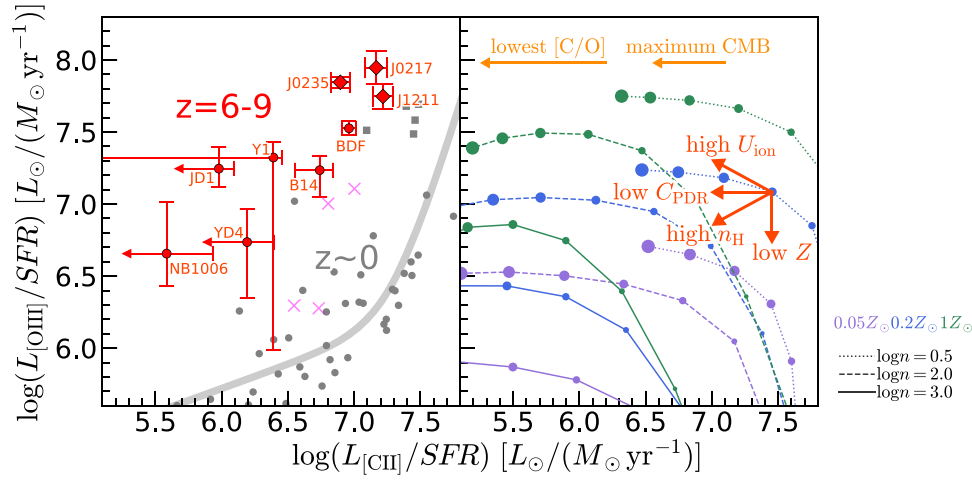 log(L[OIII]/SFR) [L⊙/(M⊙ yr⁻¹)]
8.0
7.5
7.0
6.5
6.0
z=6-9
J0235
J0217
J1211
BDF
Y1
JD1
B14
YD4
NB1006
z~0
5.5 6.0 6.5 7.0 7.5
lowest [C/O] maximum CMB
high Uion
low CPDR
high nH
low Z
5.5 6.0 6.5 7.0 7.5
log(L[CII]/SFR) [L⊙/(M⊙ yr⁻¹)]
0.05Z⊙ 0.2Z⊙ 1Z⊙
logn = 0.5
logn = 2.0
logn = 3.0